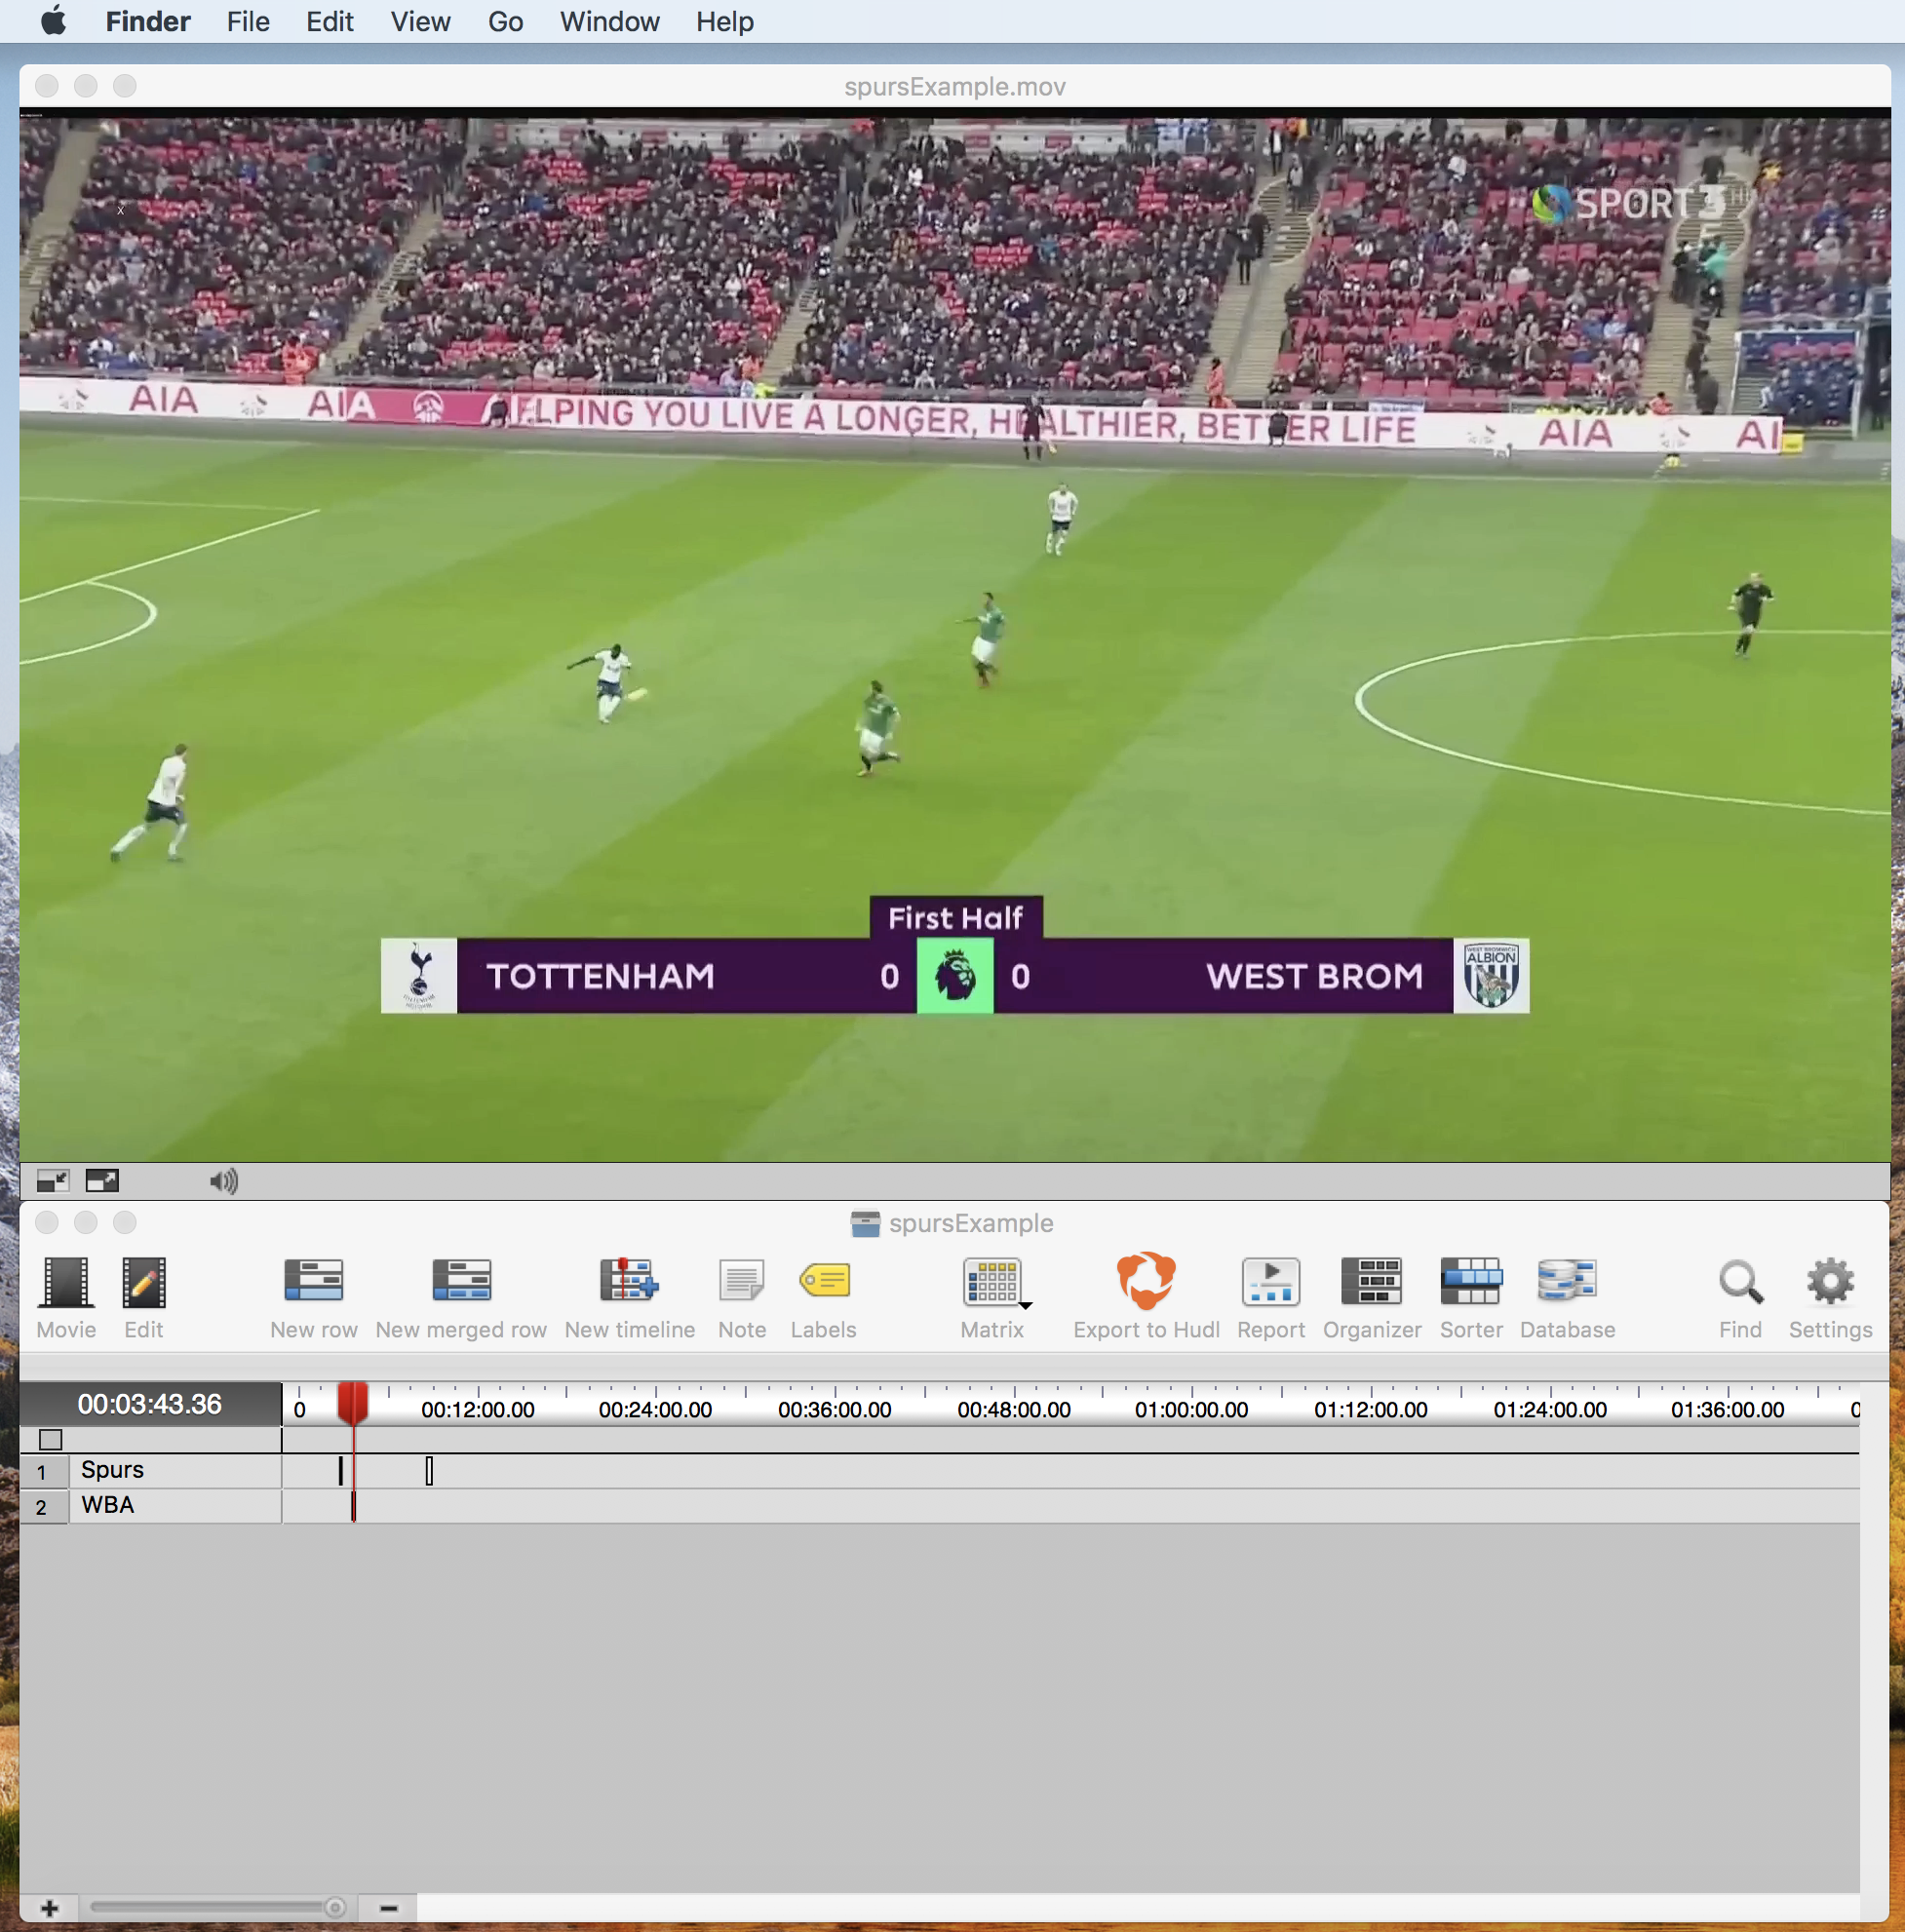 Finder File Edit View Go Window Help
spursExample.mov
x
SPORT 3
AIA AIA HELPING YOU LIVE A LONGER, HEALTHIER, BETTER LIFE AIA AI
First Half
TOTTENHAM 0 0 WEST BROM
ALBION
spursExample
Movie Edit New row New merged row New timeline Note Labels Matrix Export to Hudl Report Organizer Sorter Database Find Settings
00:03:43.36 0 00:12:00.00 00:24:00.00 00:36:00.00 00:48:00.00 01:00:00.00 01:12:00.00 01:24:00.00 01:36:00.00 0
1 Spurs
2 WBA